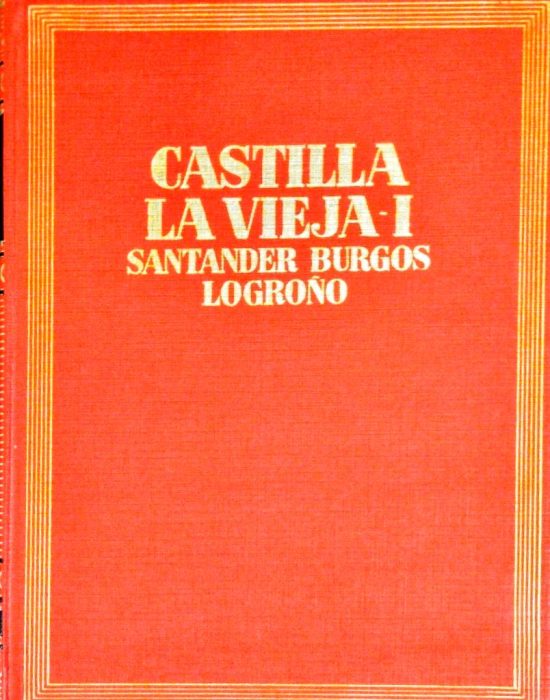 CASTILLA
LA VIEJA-I
SANTANDER BURGOS
LOGROÑO